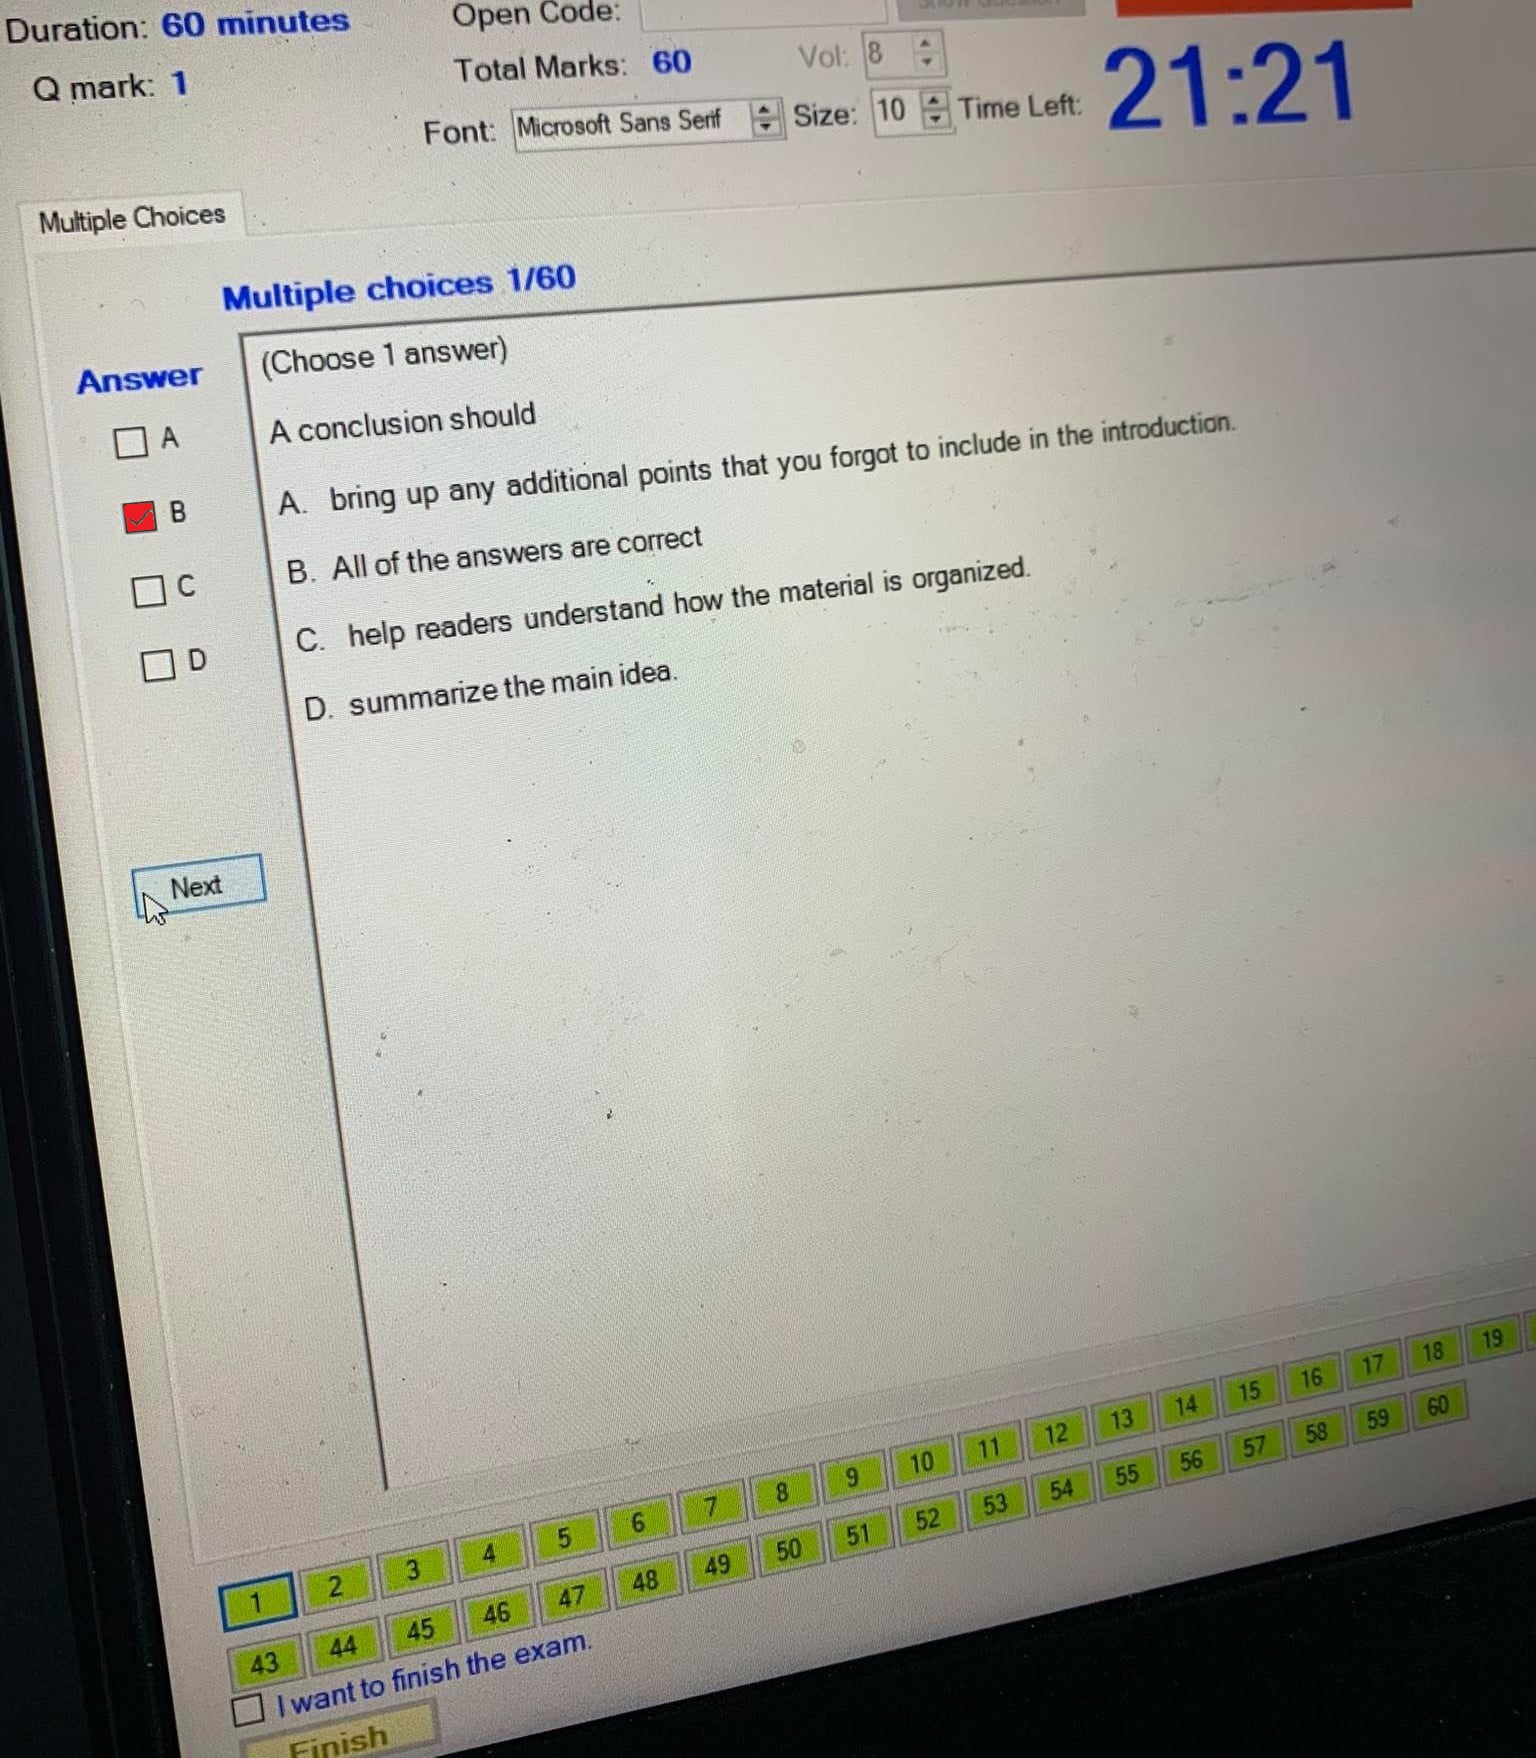 Duration: 60 minutes
Open Code:
Q mark: 1
Total Marks: 60
Vol: 8
Font: Microsoft Sans Serif
Size: 10
Time Left: 21:21
Multiple Choices
Multiple choices 1/60
Answer
(Choose 1 answer)
A conclusion should
A
A. bring up any additional points that you forgot to include in the introduction.
B
B. All of the answers are correct
C
C. help readers understand how the material is organized.
D
D. summarize the main idea.
Next
1 2 3 4 5 6 7 8 9 10 11 12 13 14 15 16 17 18 19
43 44 45 46 47 48 49 50 51 52 53 54 55 56 57 58 59 60
I want to finish the exam.
Finish